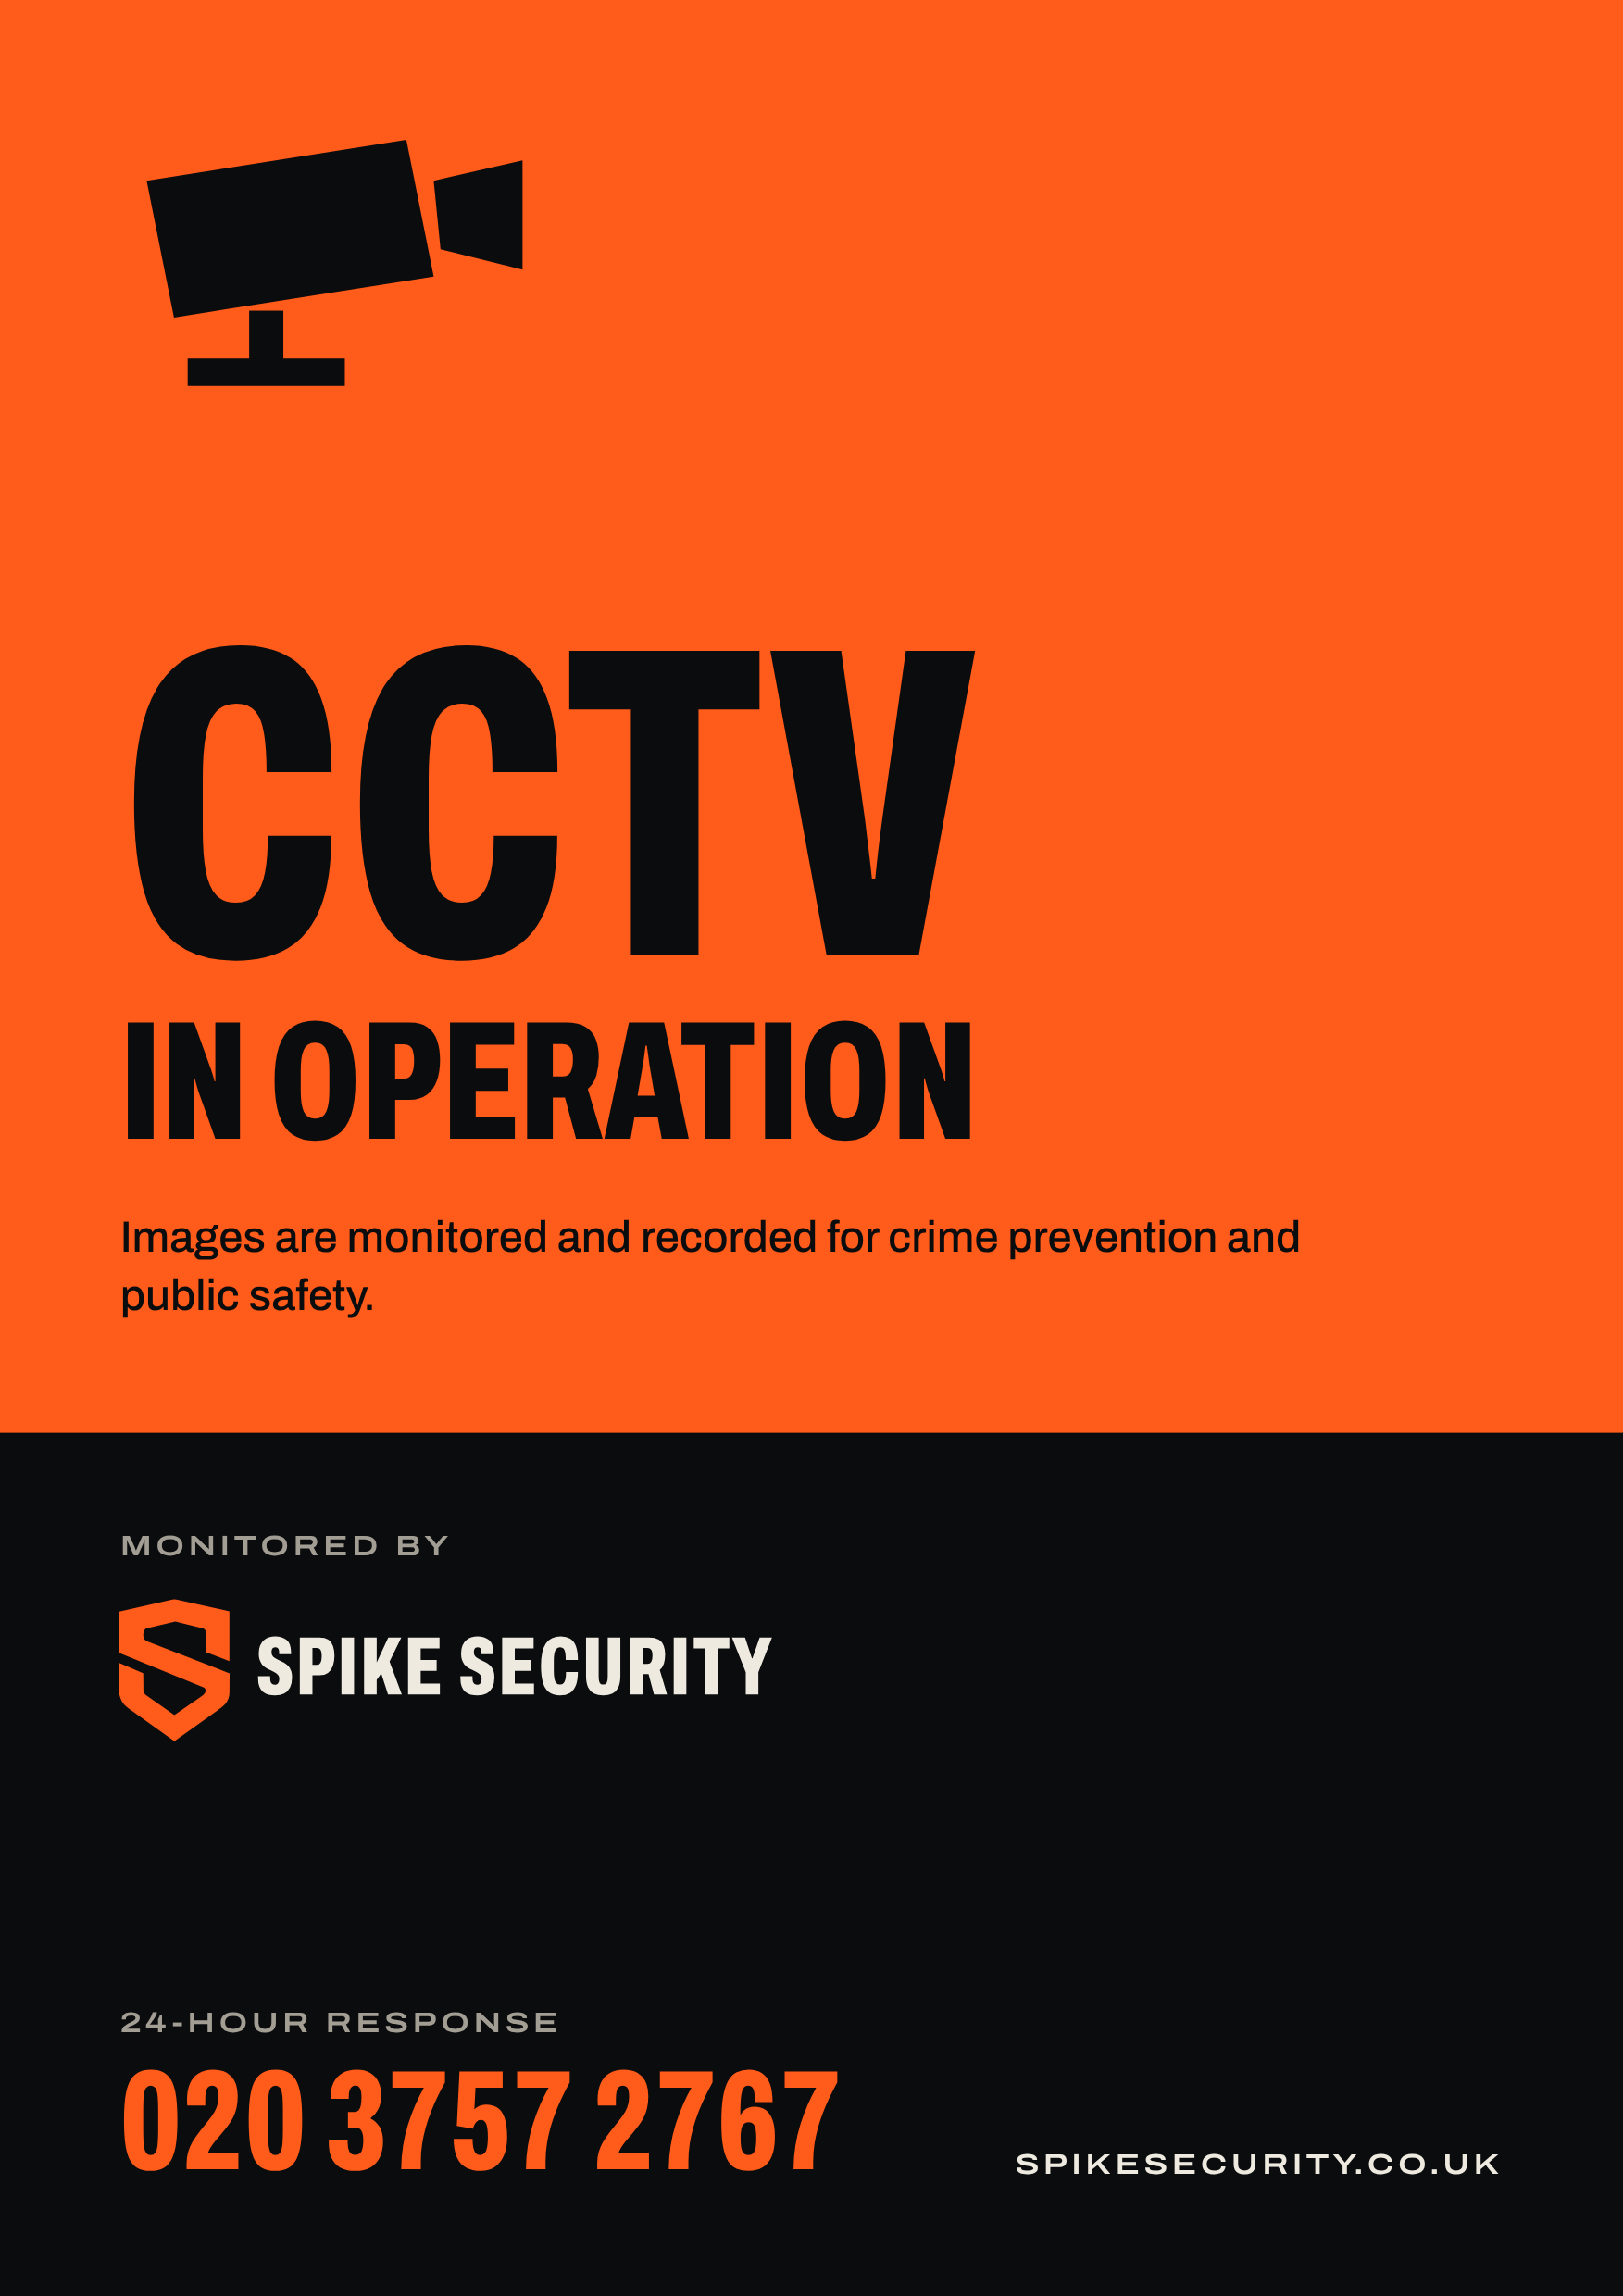 CCTV
IN OPERATION
Images are monitored and recorded for crime prevention and
public safety.
MONITORED BY
SPIKE SECURITY
24-HOUR RESPONSE
020 3757 2767
SPIKESECURITY.CO.UK